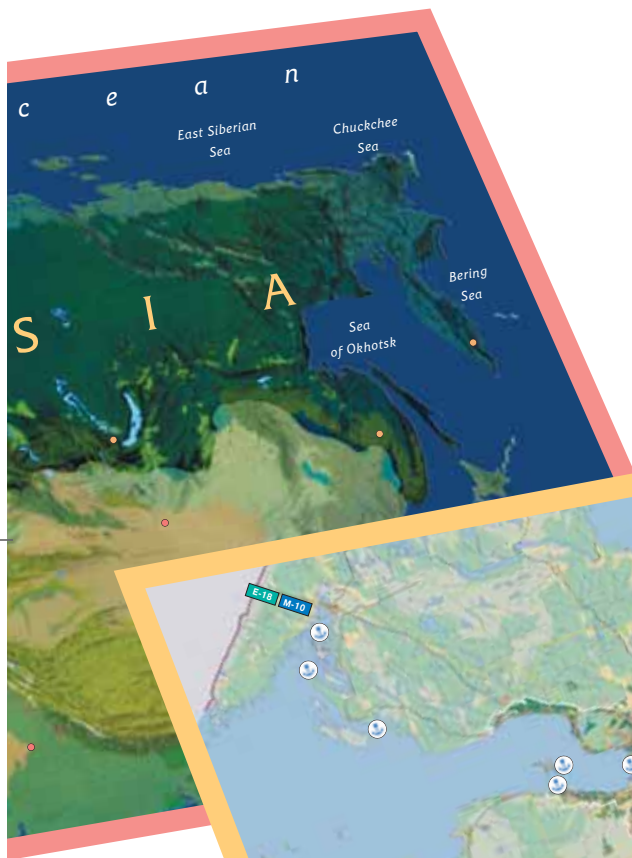 c e a n
East Siberian
Sea
Chuckchee
Sea
Bering
Sea
S I A
Sea
of Okhotsk
E-18 M-10